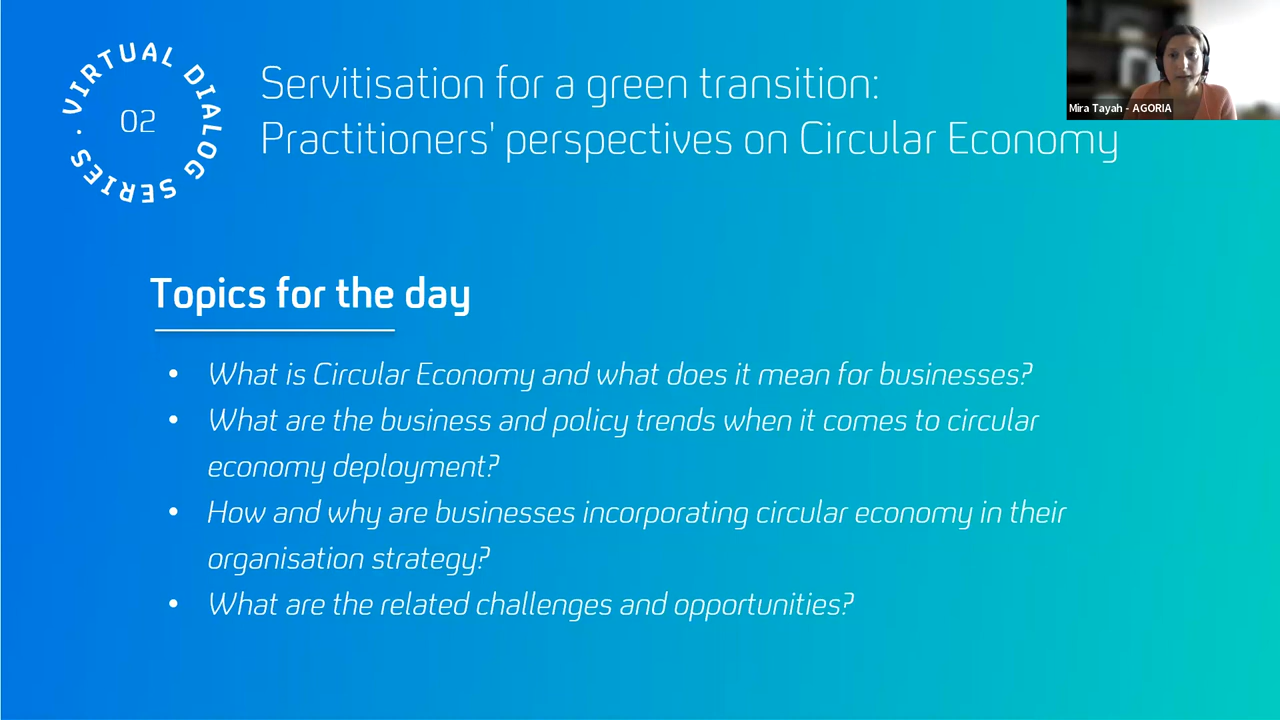 VIRTUAL DIALOG SERIES ·
02
Servitisation for a green transition:
Practitioners' perspectives on Circular Economy
Mira Tayah - AGORIA
Topics for the day
• What is Circular Economy and what does it mean for businesses?
• What are the business and policy trends when it comes to circular
economy deployment?
• How and why are businesses incorporating circular economy in their
organisation strategy?
• What are the related challenges and opportunities?